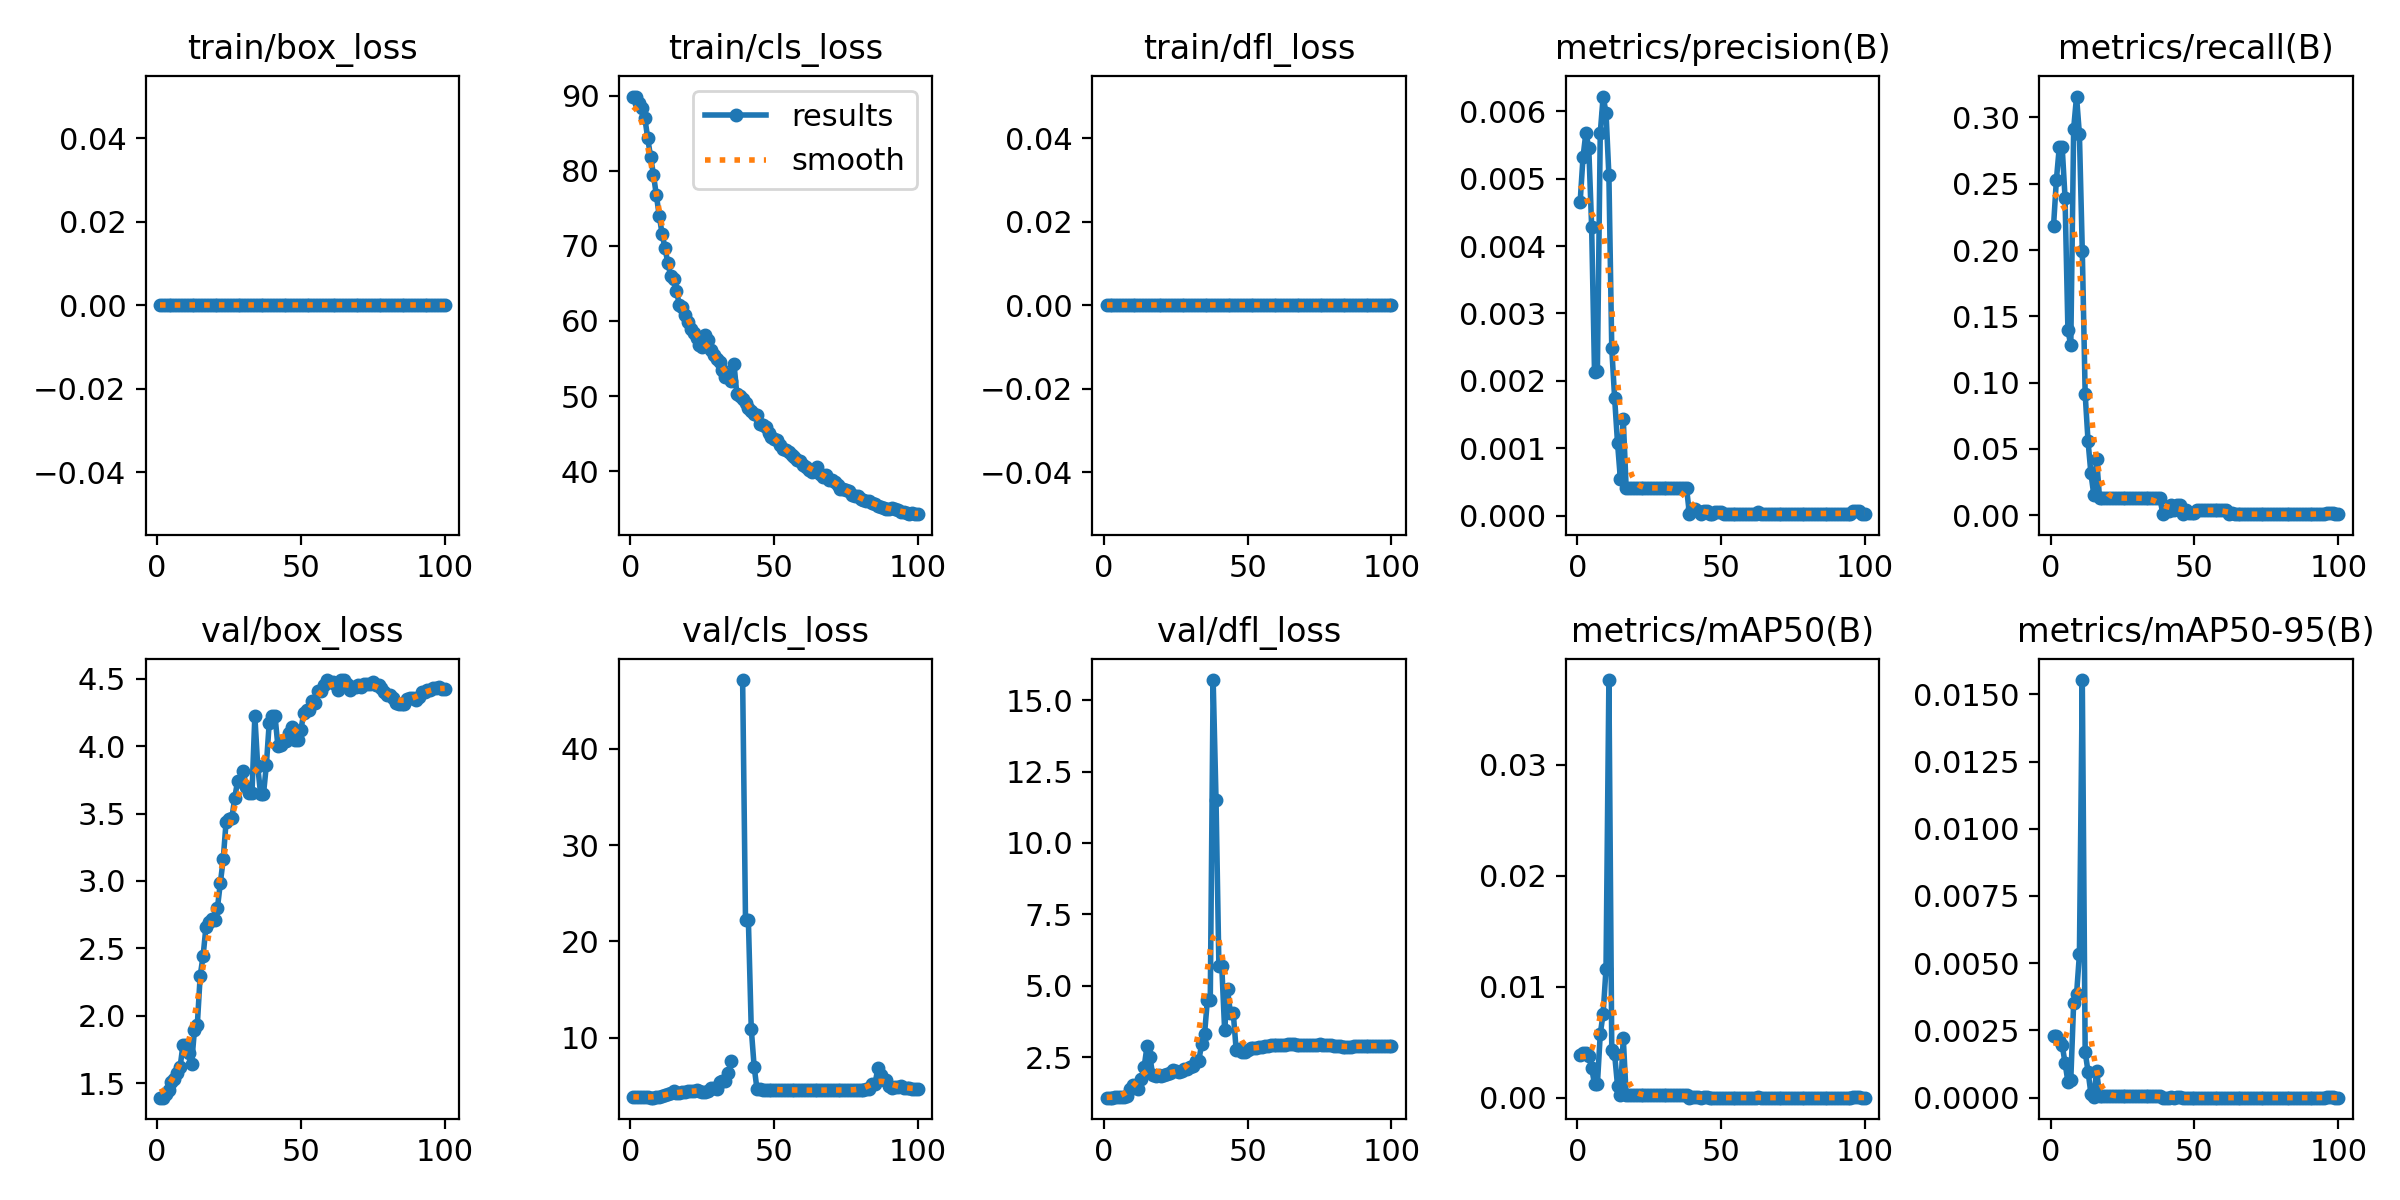 train/box_loss
0.04
0.02
0.00
−0.02
−0.04
0 50 100
train/cls_loss
90
80
70
60
50
40
results
smooth
0 50 100
train/dfl_loss
0.04
0.02
0.00
−0.02
−0.04
0 50 100
metrics/precision(B)
0.006
0.005
0.004
0.003
0.002
0.001
0.000
0 50 100
metrics/recall(B)
0.30
0.25
0.20
0.15
0.10
0.05
0.00
0 50 100
val/box_loss
4.5
4.0
3.5
3.0
2.5
2.0
1.5
0 50 100
val/cls_loss
40
30
20
10
0 50 100
val/dfl_loss
15.0
12.5
10.0
7.5
5.0
2.5
0 50 100
metrics/mAP50(B)
0.03
0.02
0.01
0.00
0 50 100
metrics/mAP50-95(B)
0.0150
0.0125
0.0100
0.0075
0.0050
0.0025
0.0000
0 50 100